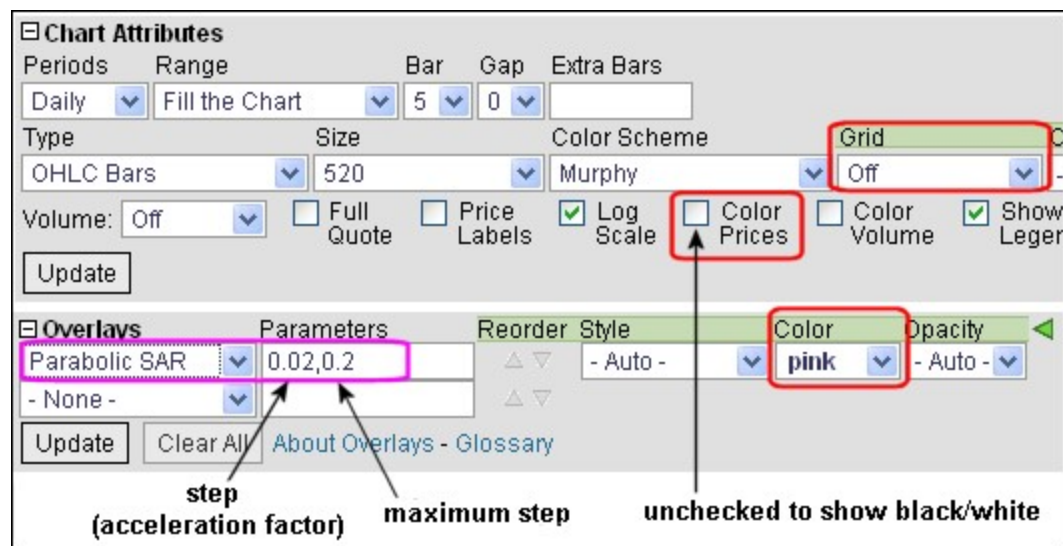 Chart Attributes
Periods Range Bar Gap Extra Bars
Daily Fill the Chart 5 0
Type Size Color Scheme Grid
OHLC Bars 520 Murphy Off
Volume: Off Full Quote Price Labels Log Scale Color Prices Color Volume Show Leger
Update
Overlays Parameters Reorder Style Color Opacity
Parabolic SAR 0.02,0.2 - Auto - pink - Auto -
- None -
Update Clear All About Overlays - Glossary
step
(acceleration factor) maximum step unchecked to show black/white